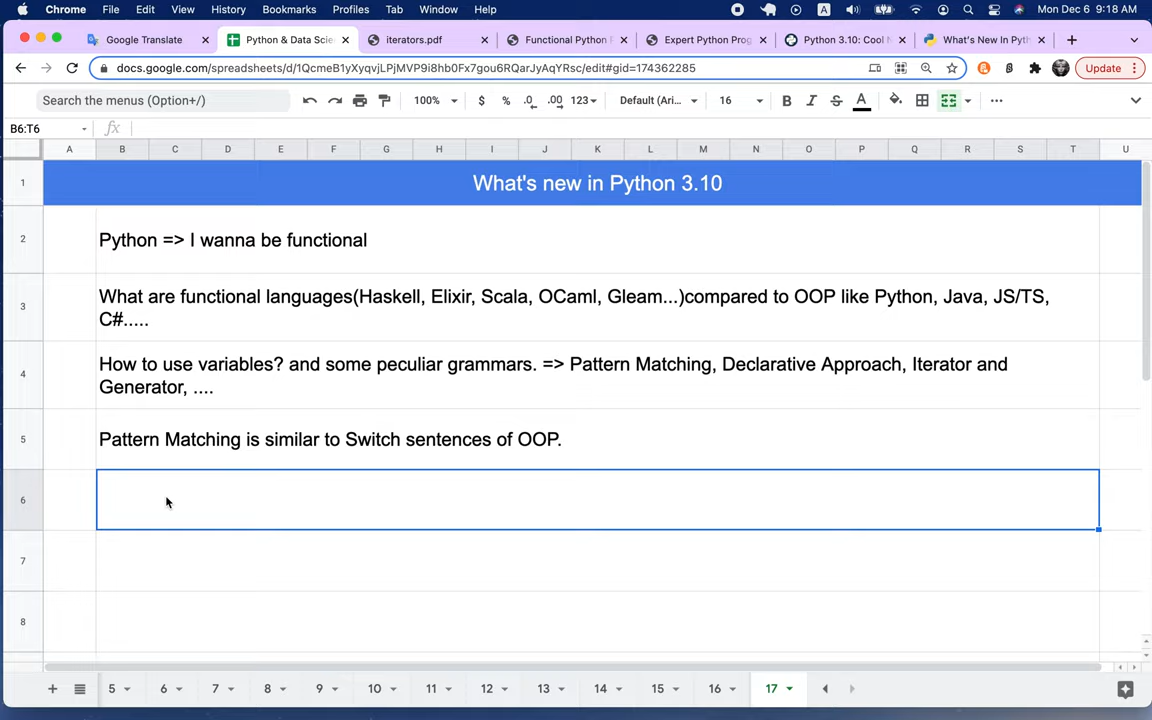 Chrome File Edit View History Bookmarks Profiles Tab Window Help A Mon Dec 6 9:18 AM
Google Translate Python & Data Scie iterators.pdf Functional Python P Expert Python Prog Python 3.10: Cool N What's New In Pyth
docs.google.com/spreadsheets/d/1QcmeB1yXyqvjLPjMVP9i8hb0Fx7gou6RQarJyAqYRsc/edit#gid=174362285 Update
Search the menus (Option+/) 100% $ % .0 .00 123 Default (Ari... 16 B I S A
B6:T6 fx
A B C D E F G H I J K L M N O P Q R S T U
1 What's new in Python 3.10
2 Python => I wanna be functional
3 What are functional languages(Haskell, Elixir, Scala, OCaml, Gleam...)compared to OOP like Python, Java, JS/TS,
C#.....
4 How to use variables? and some peculiar grammars. => Pattern Matching, Declarative Approach, Iterator and
Generator, ....
5 Pattern Matching is similar to Switch sentences of OOP.
6
7
8
5 6 7 8 9 10 11 12 13 14 15 16 17